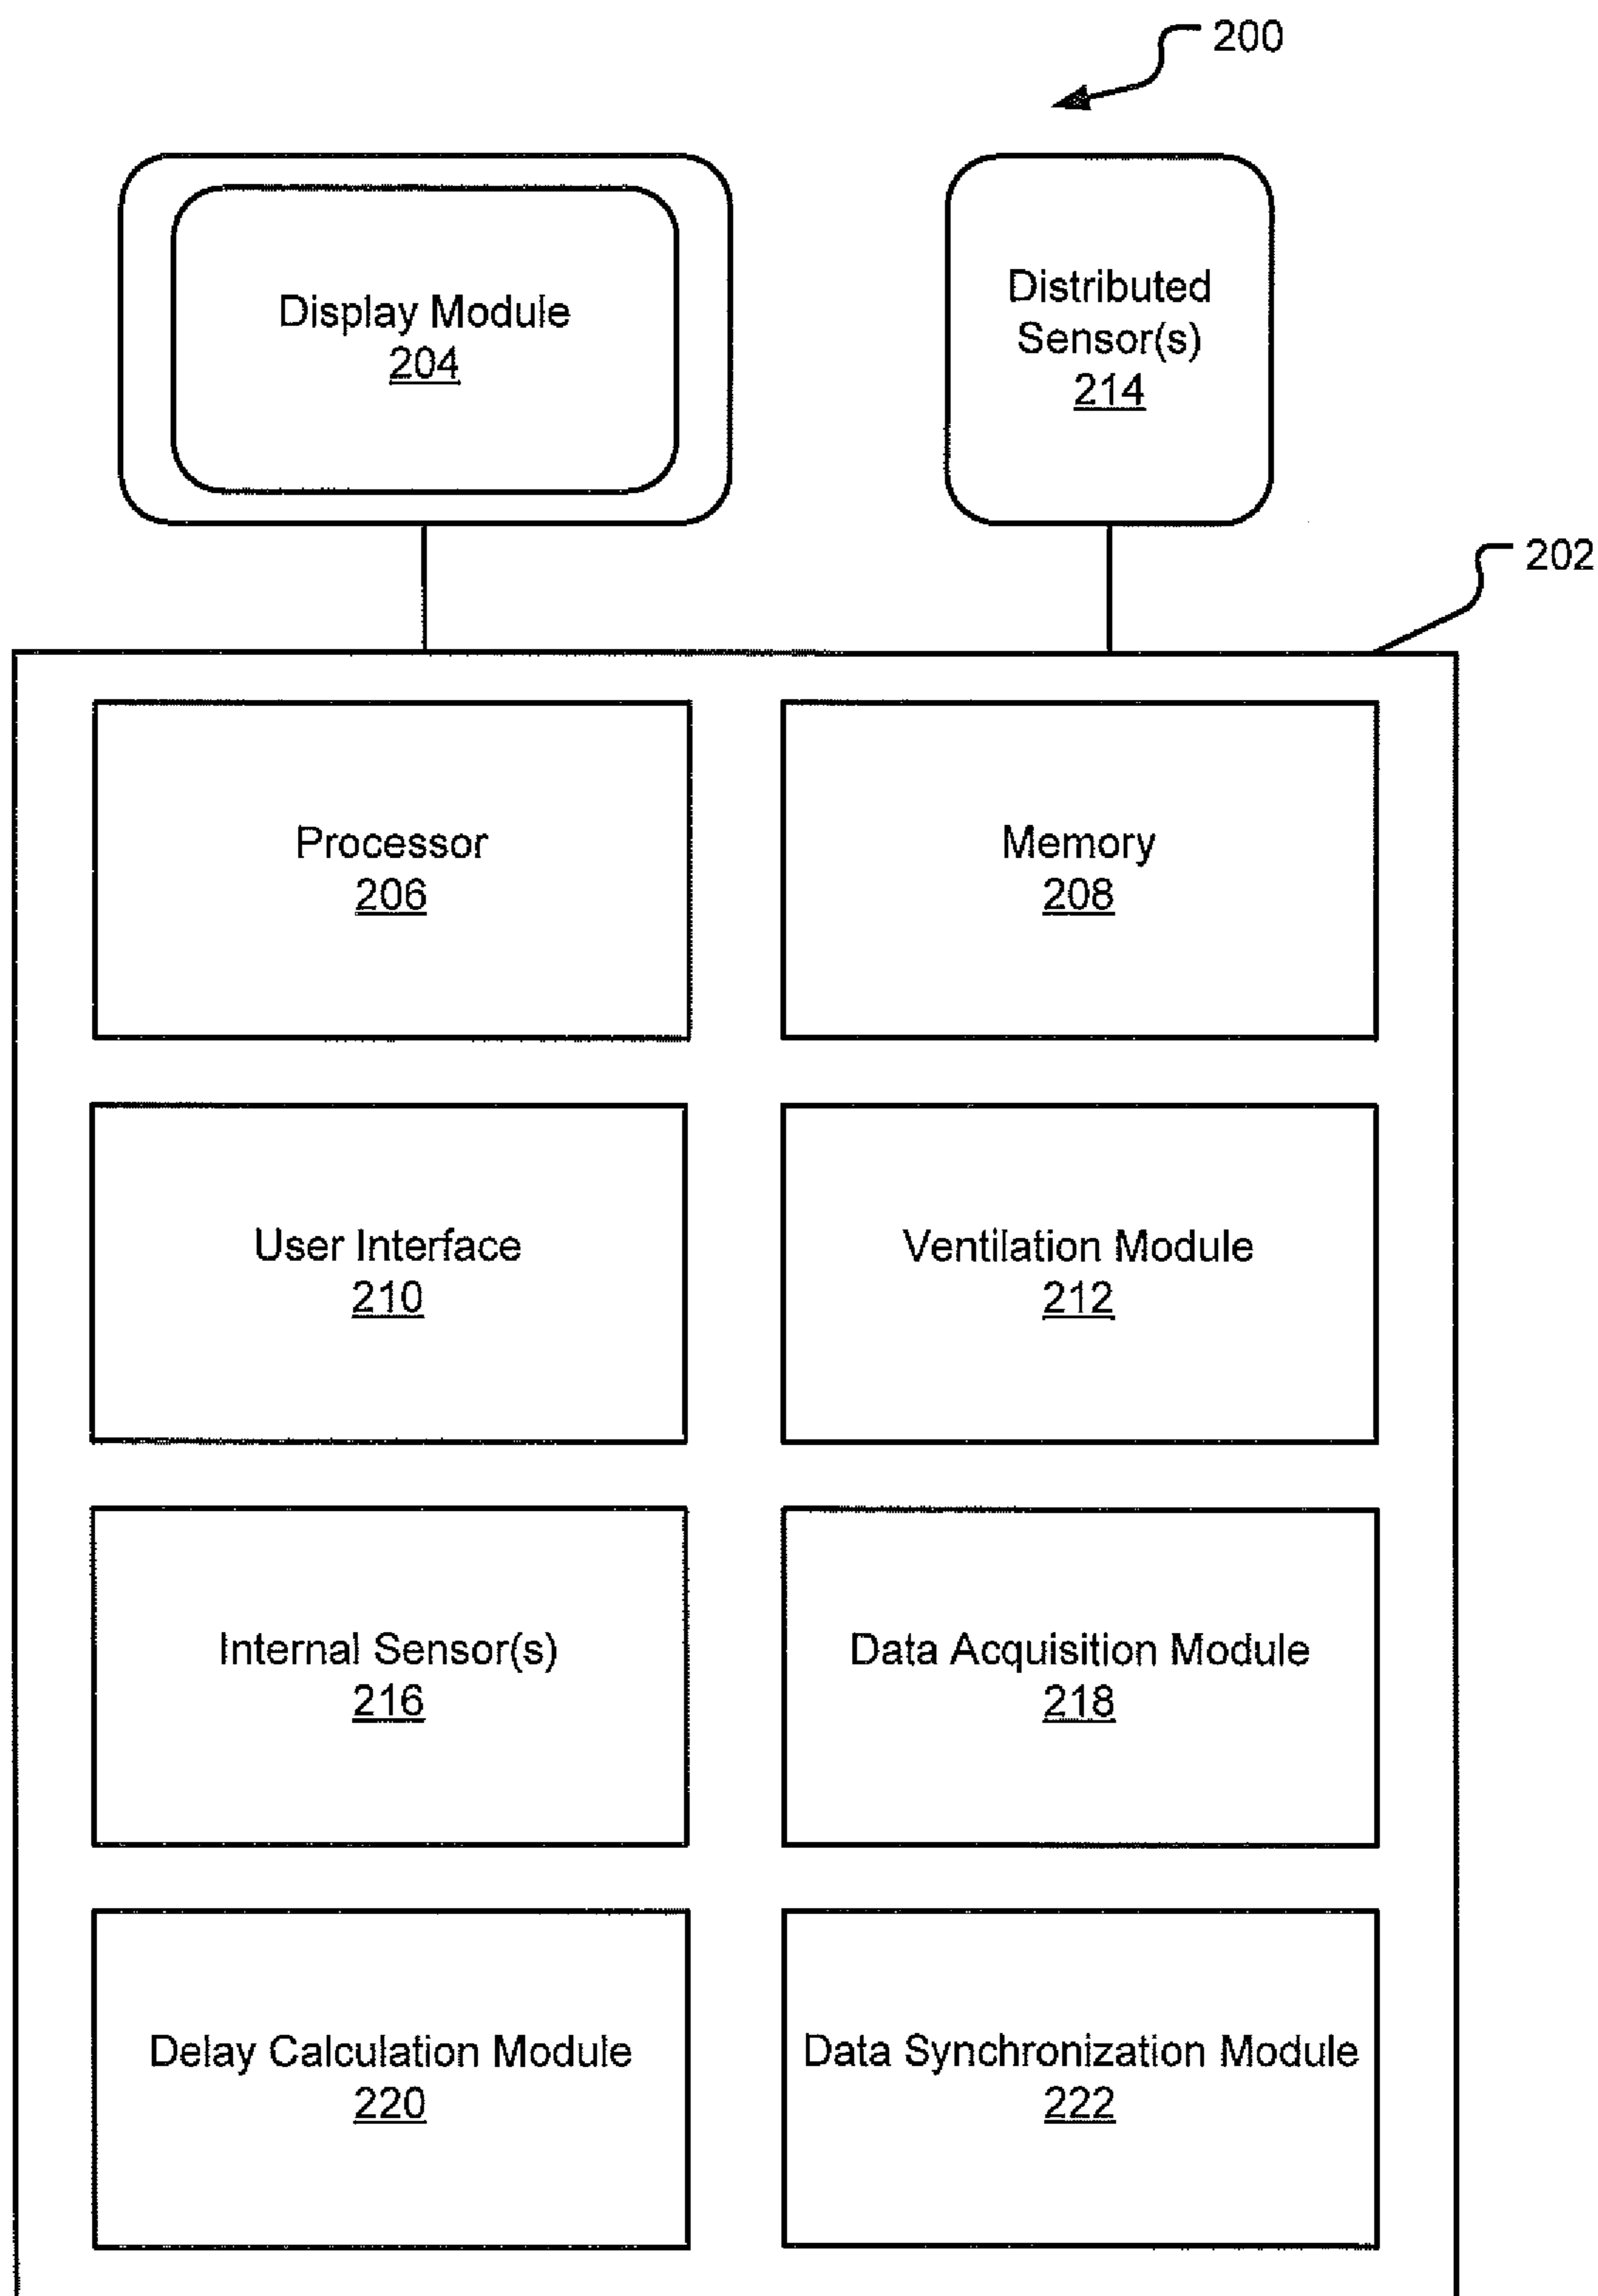 200
Display Module
204
Distributed
Sensor(s)
214
202
Processor
206
Memory
208
User Interface
210
Ventilation Module
212
Internal Sensor(s)
216
Data Acquisition Module
218
Delay Calculation Module
220
Data Synchronization Module
222